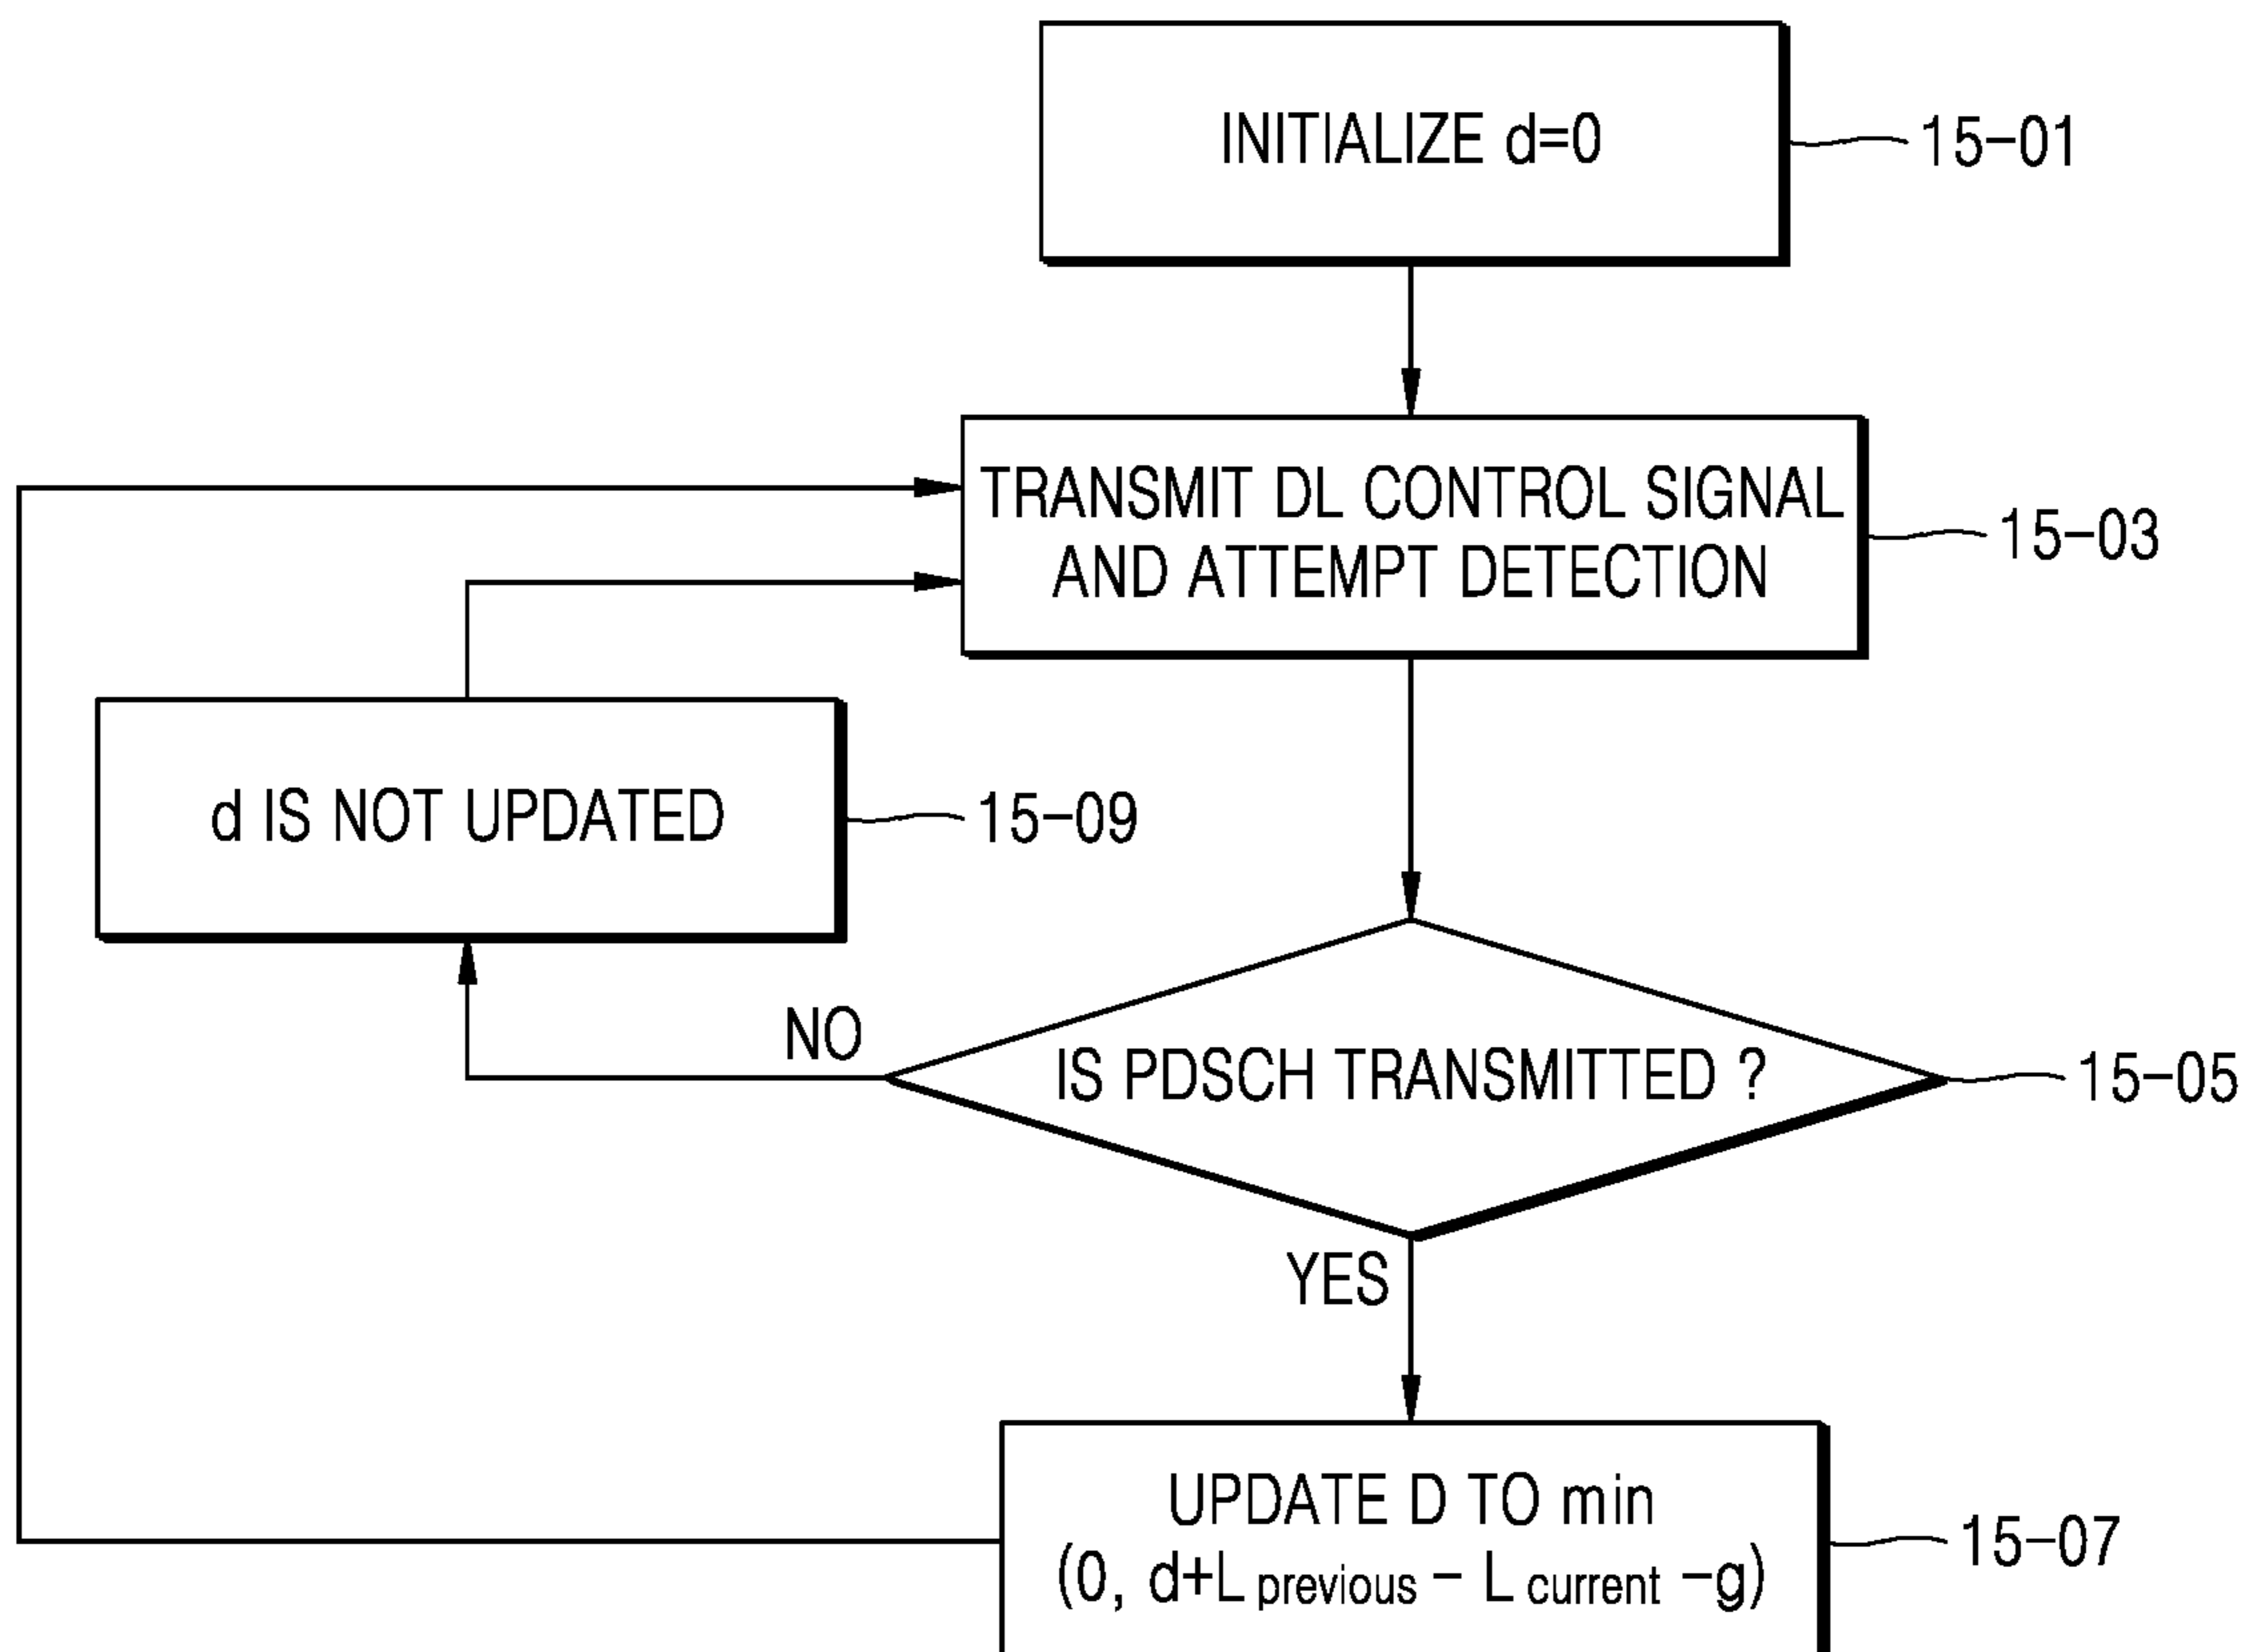 INITIALIZE d=0
15-01
TRANSMIT DL CONTROL SIGNAL
AND ATTEMPT DETECTION
15-03
d IS NOT UPDATED
15-09
NO
IS PDSCH TRANSMITTED ?
15-05
YES
UPDATE D TO min
(0, d+L previous - L current -g)
15-07